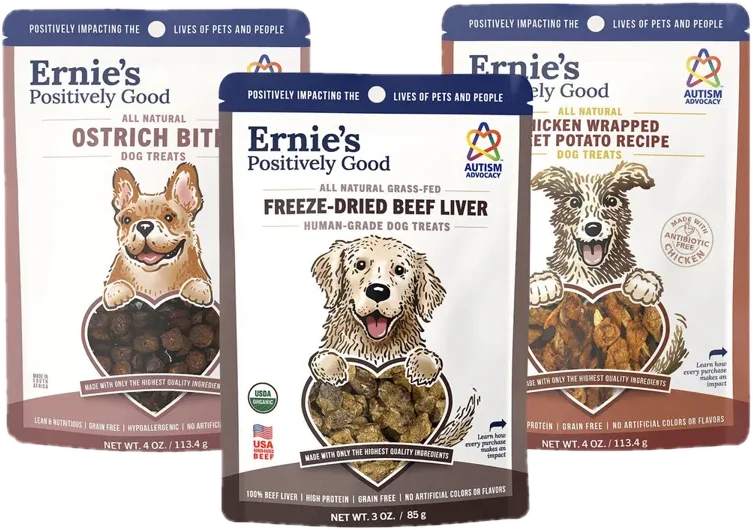 POSITIVELY IMPACTING THE LIVES OF PETS AND PEOPLE
Ernie's
Positively Good
ALL NATURAL
OSTRICH
DOG TREATS
MADE IN
SOUTH
AFRICA
MADE WITH ONLY THE HIGHEST QUALITY
LEAN & NUTRITIOUS | GRAIN FREE | HYPOALLERGENIC | NO
NET WT. 4 OZ. / 113.4 g
POSITIVELY IMPACTING THE LIVES OF PETS AND PEOPLE
Ernie's
Positively Good
AUTISM
ADVOCACY
ALL NATURAL GRASS-FED
FREEZE-DRIED BEEF LIVER
HUMAN-GRADE DOG TREATS
USDA
ORGANIC
USA
BEEF
Learn how
every purchase
makes an
impact
MADE WITH ONLY THE HIGHEST QUALITY INGREDIENTS
100% BEEF LIVER | HIGH PROTEIN | GRAIN FREE | NO ARTIFICIAL COLORS OR FLAVORS
NET WT. 3 OZ. / 85 g
POSITIVELY IMPACTING THE LIVES OF PETS AND PEOPLE
Ernie's
ely Good
AUTISM
ADVOCACY
ALL NATURAL
HICKEN WRAPPED
ET POTATO RECIPE
DOG TREATS
MADE WITH
ANTIBIOTIC
FREE
CHICKEN
Learn how
every purchase
makes an
impact
WITH ONLY THE HIGHEST QUALITY INGREDIENTS
PROTEIN | GRAIN FREE | NO ARTIFICIAL COLORS OR FLAVORS
NET WT. 4 OZ. / 113.4 g